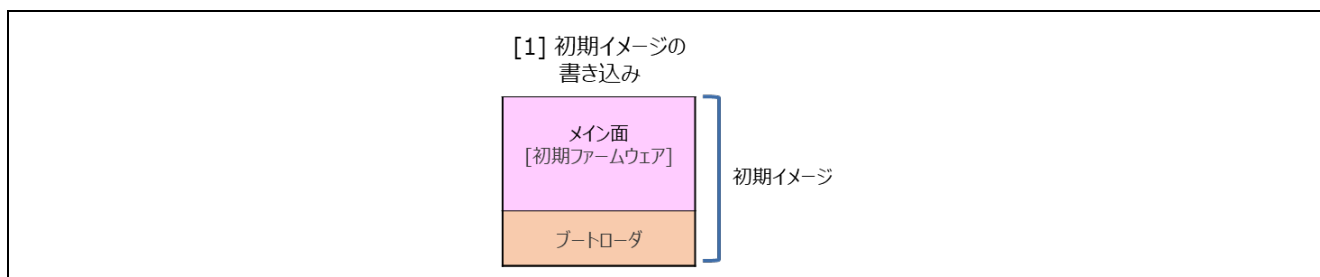 [1] 初期イメージの
書き込み
メイン面
[初期ファームウェア]
初期イメージ
ブートローダ